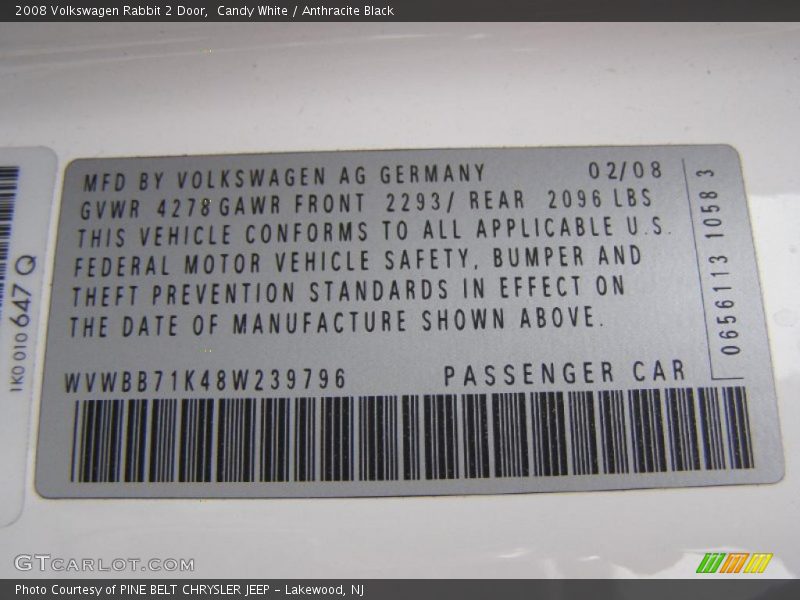 2008 Volkswagen Rabbit 2 Door, Candy White / Anthracite Black
MFD BY VOLKSWAGEN AG GERMANY 02/08
GVWR 4278 GAWR FRONT 2293/ REAR 2096 LBS
THIS VEHICLE CONFORMS TO ALL APPLICABLE U.S.
FEDERAL MOTOR VEHICLE SAFETY, BUMPER AND
THEFT PREVENTION STANDARDS IN EFFECT ON
THE DATE OF MANUFACTURE SHOWN ABOVE.
WVWBB71K48W239796 PASSENGER CAR
0656113 1058 3
1K0 010 647 Q
GTCARLOT.COM
Photo Courtesy of PINE BELT CHRYSLER JEEP – Lakewood, NJ